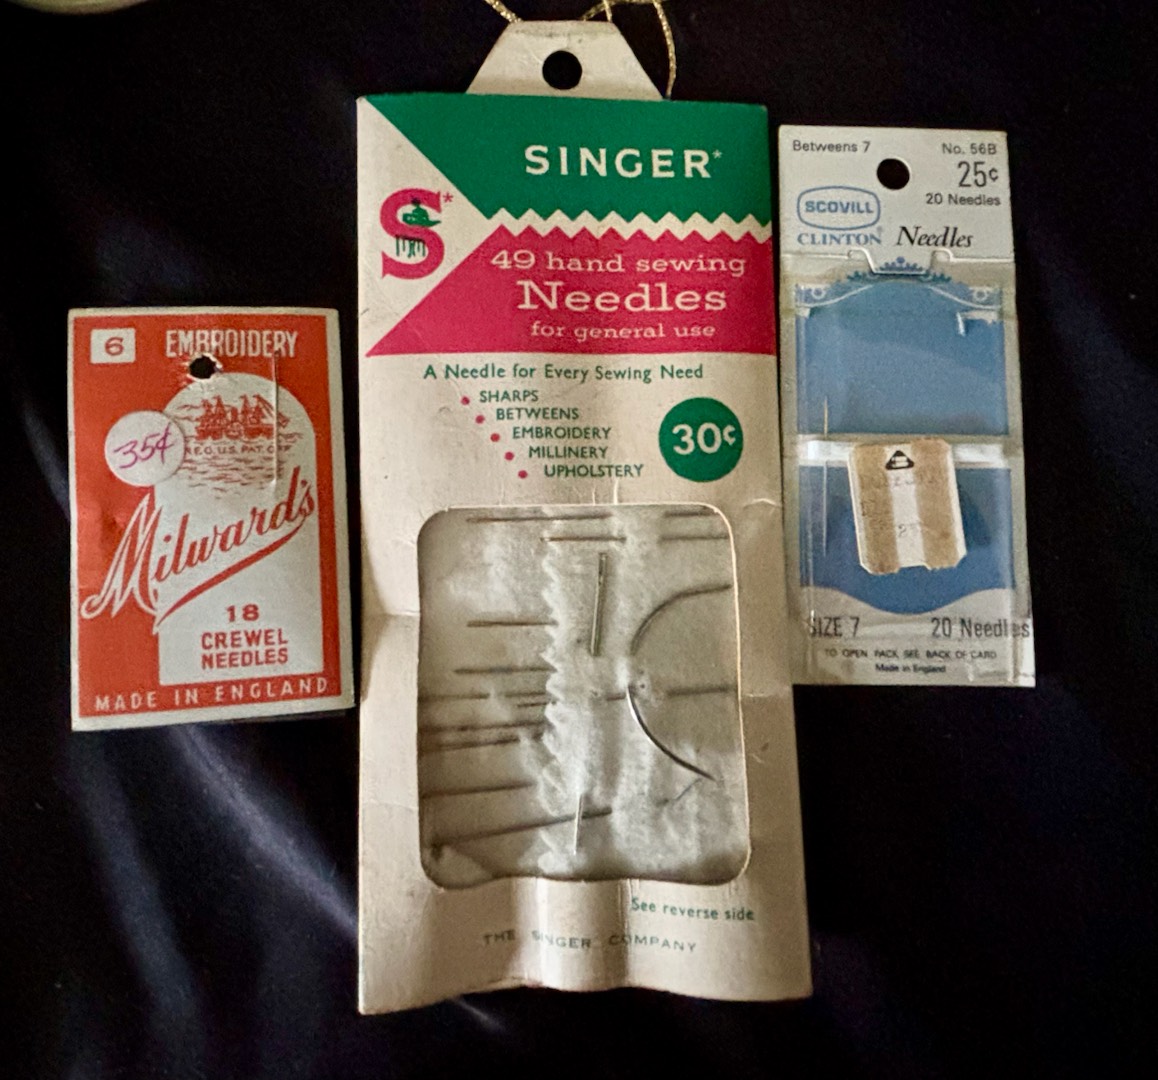 6
EMBROIDERY
35¢
REG. U.S. PAT. OFF
Milward's
18
CREWEL
NEEDLES
MADE IN ENGLAND
SINGER*
S*
49 hand sewing
Needles
for general use
A Needle for Every Sewing Need
SHARPS
BETWEENS
EMBROIDERY
MILLINERY
UPHOLSTERY
30¢
See reverse side
THE SINGER COMPANY
Betweens 7 No. 56B
25¢
20 Needles
SCOVILL
CLINTON® Needles
SIZE 7 20 Needles
TO OPEN PACK, SEE BACK OF CARD
Made in England